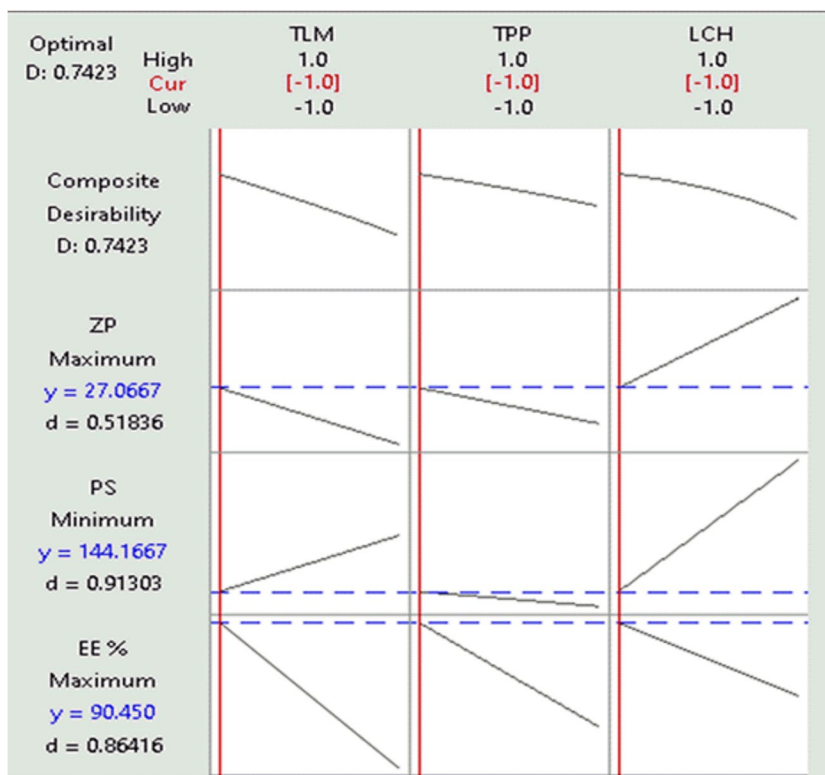 Optimal
D: 0.7423
High
Cur
Low
TLM
1.0
[-1.0]
-1.0
TPP
1.0
[-1.0]
-1.0
LCH
1.0
[-1.0]
-1.0
Composite
Desirability
D: 0.7423
ZP
Maximum
y = 27.0667
d = 0.51836
PS
Minimum
y = 144.1667
d = 0.91303
EE %
Maximum
y = 90.450
d = 0.86416